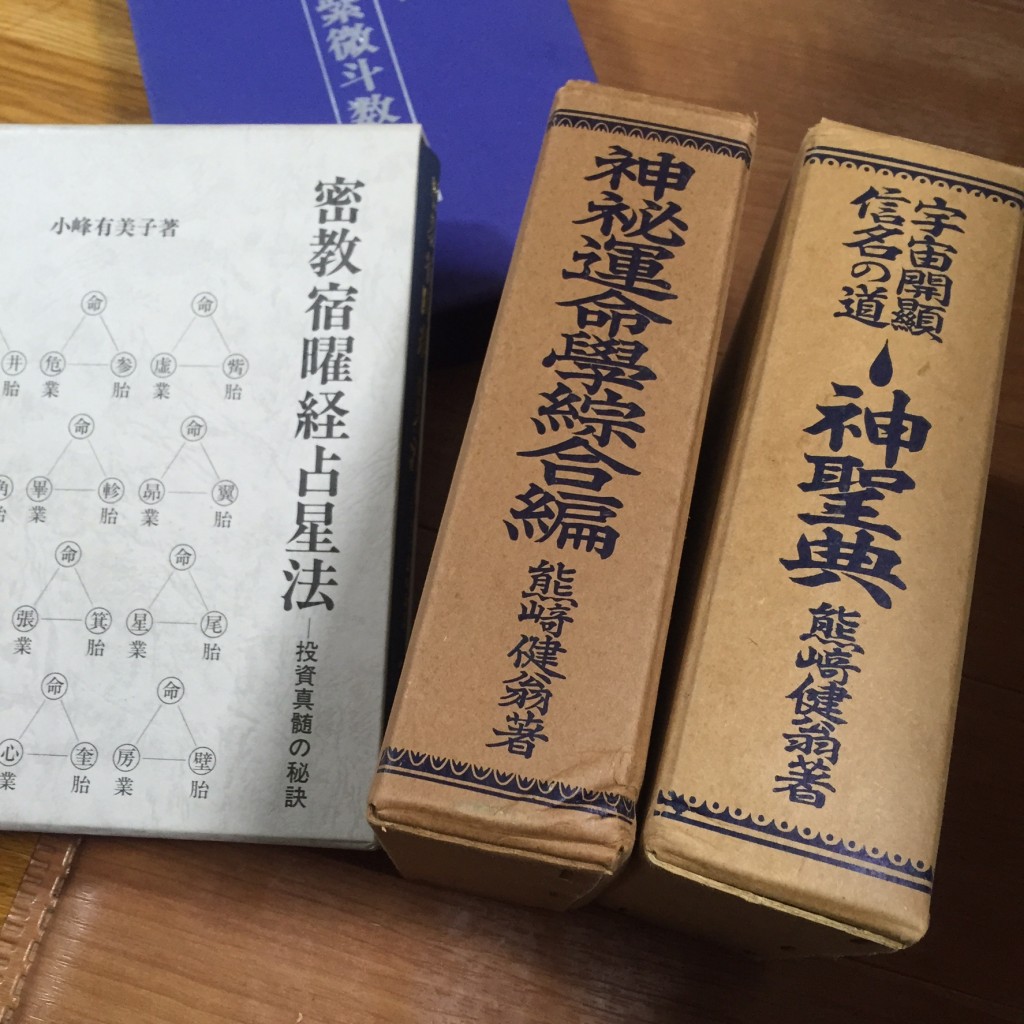 紫微斗数
密教宿曜経占星法
—投資真髄の秘訣
小峰有美子著
命 命
井 危 参 虚 觜
胎 業 胎 業 胎
命 命
角 畢 軫 昴 翼
胎 業 胎 業 胎
命 命
張 箕 星 尾
業 胎 業 胎
命 命
心 奎 房 壁
業 胎 業 胎
神祕運命學綜合編
熊﨑健翁著
宇宙開顯
信名の道
神聖典
熊﨑健翁著